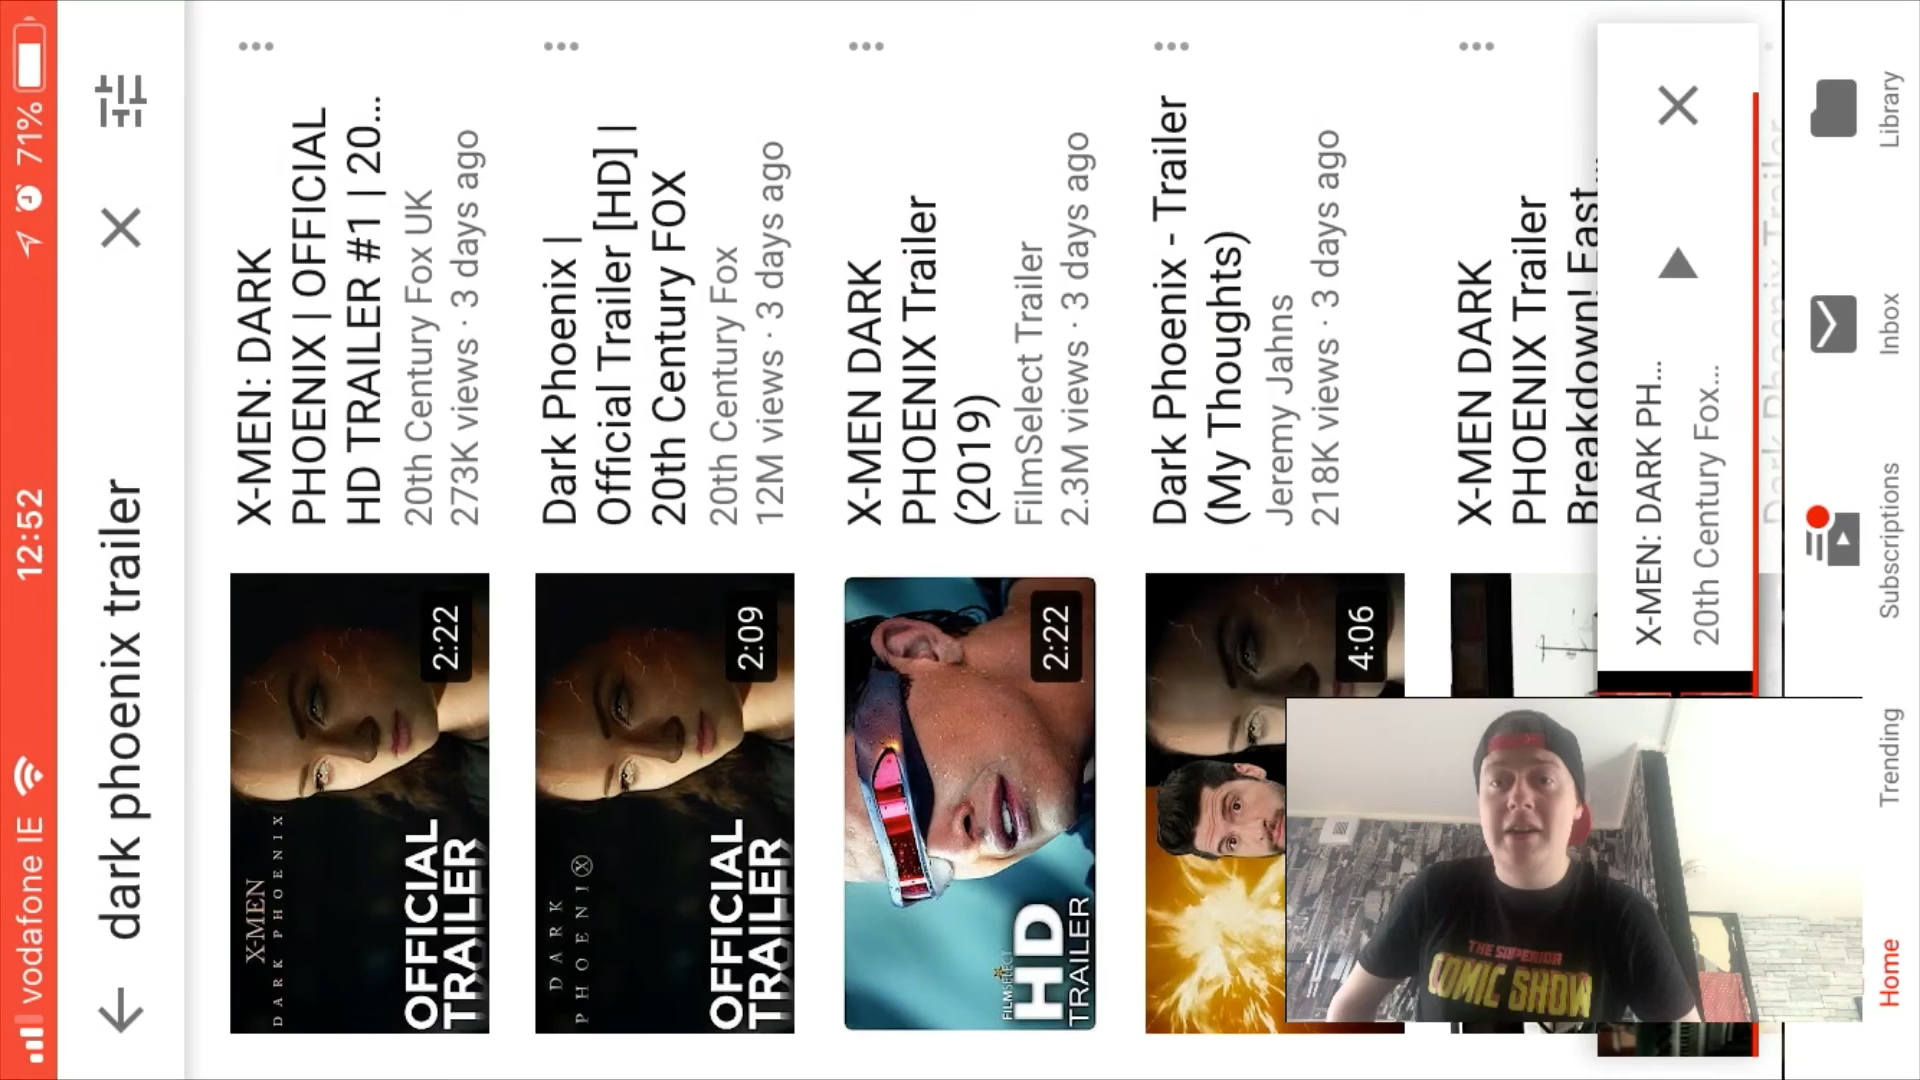 vodafone IE
12:52
71%
dark phoenix trailer
X-MEN
DARK PHOENIX
OFFICIAL
TRAILER
2:22
X-MEN: DARK
PHOENIX | OFFICIAL
HD TRAILER #1 | 20...
20th Century Fox UK
273K views · 3 days ago
DARK
PHOENIX
OFFICIAL
TRAILER
2:09
Dark Phoenix |
Official Trailer [HD] |
20th Century FOX
20th Century Fox
12M views · 3 days ago
FILMSELECT
HD
TRAILER
2:22
X-MEN DARK
PHOENIX Trailer
(2019)
FilmSelect Trailer
2.3M views · 3 days ago
4:06
Dark Phoenix - Trailer
(My Thoughts)
Jeremy Jahns
218K views · 3 days ago
X-MEN DARK
PHOENIX Trailer
Breakdown! East...
X-MEN: DARK PH...
20th Century Fox...
Dark Phoenix Trailer
THE SUPERIOR
COMIC SHOW
Home
Trending
Subscriptions
Inbox
Library